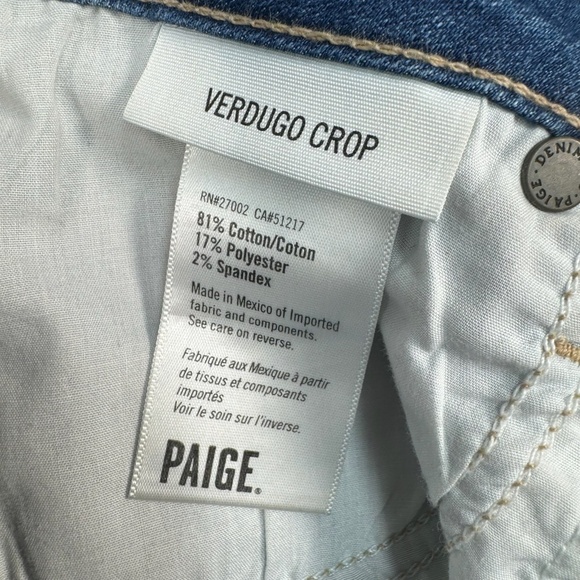 VERDUGO CROP
RN#27002 CA#51217
81% Cotton/Coton
17% Polyester
2% Spandex
Made in Mexico of Imported
fabric and components.
See care on reverse.
Fabriqué aux Mexique à partir
de tissus et composants
importés
Voir le soin sur l'inverse.
PAIGE.
PAIGE · DENIM